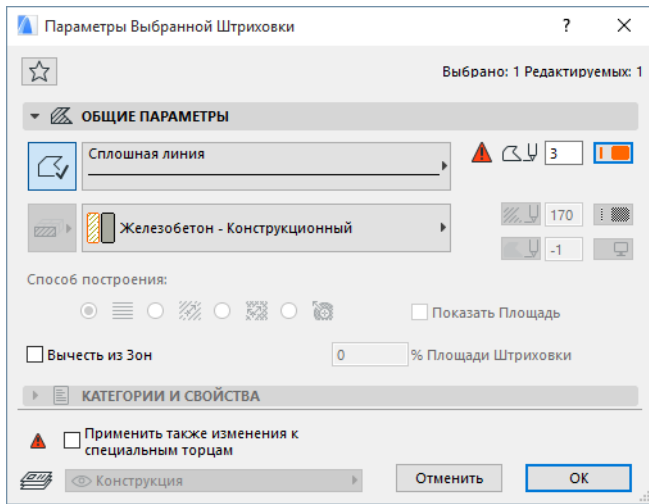 Параметры Выбранной Штриховки
Выбрано: 1 Редактируемых: 1
ОБЩИЕ ПАРАМЕТРЫ
Сплошная линия
3
Железобетон - Конструкционный
170
-1
Способ построения:
Показать Площадь
Вычесть из Зон 0 % Площади Штриховки
КАТЕГОРИИ И СВОЙСТВА
Применить также изменения к
специальным торцам
Конструкция Отменить ОК